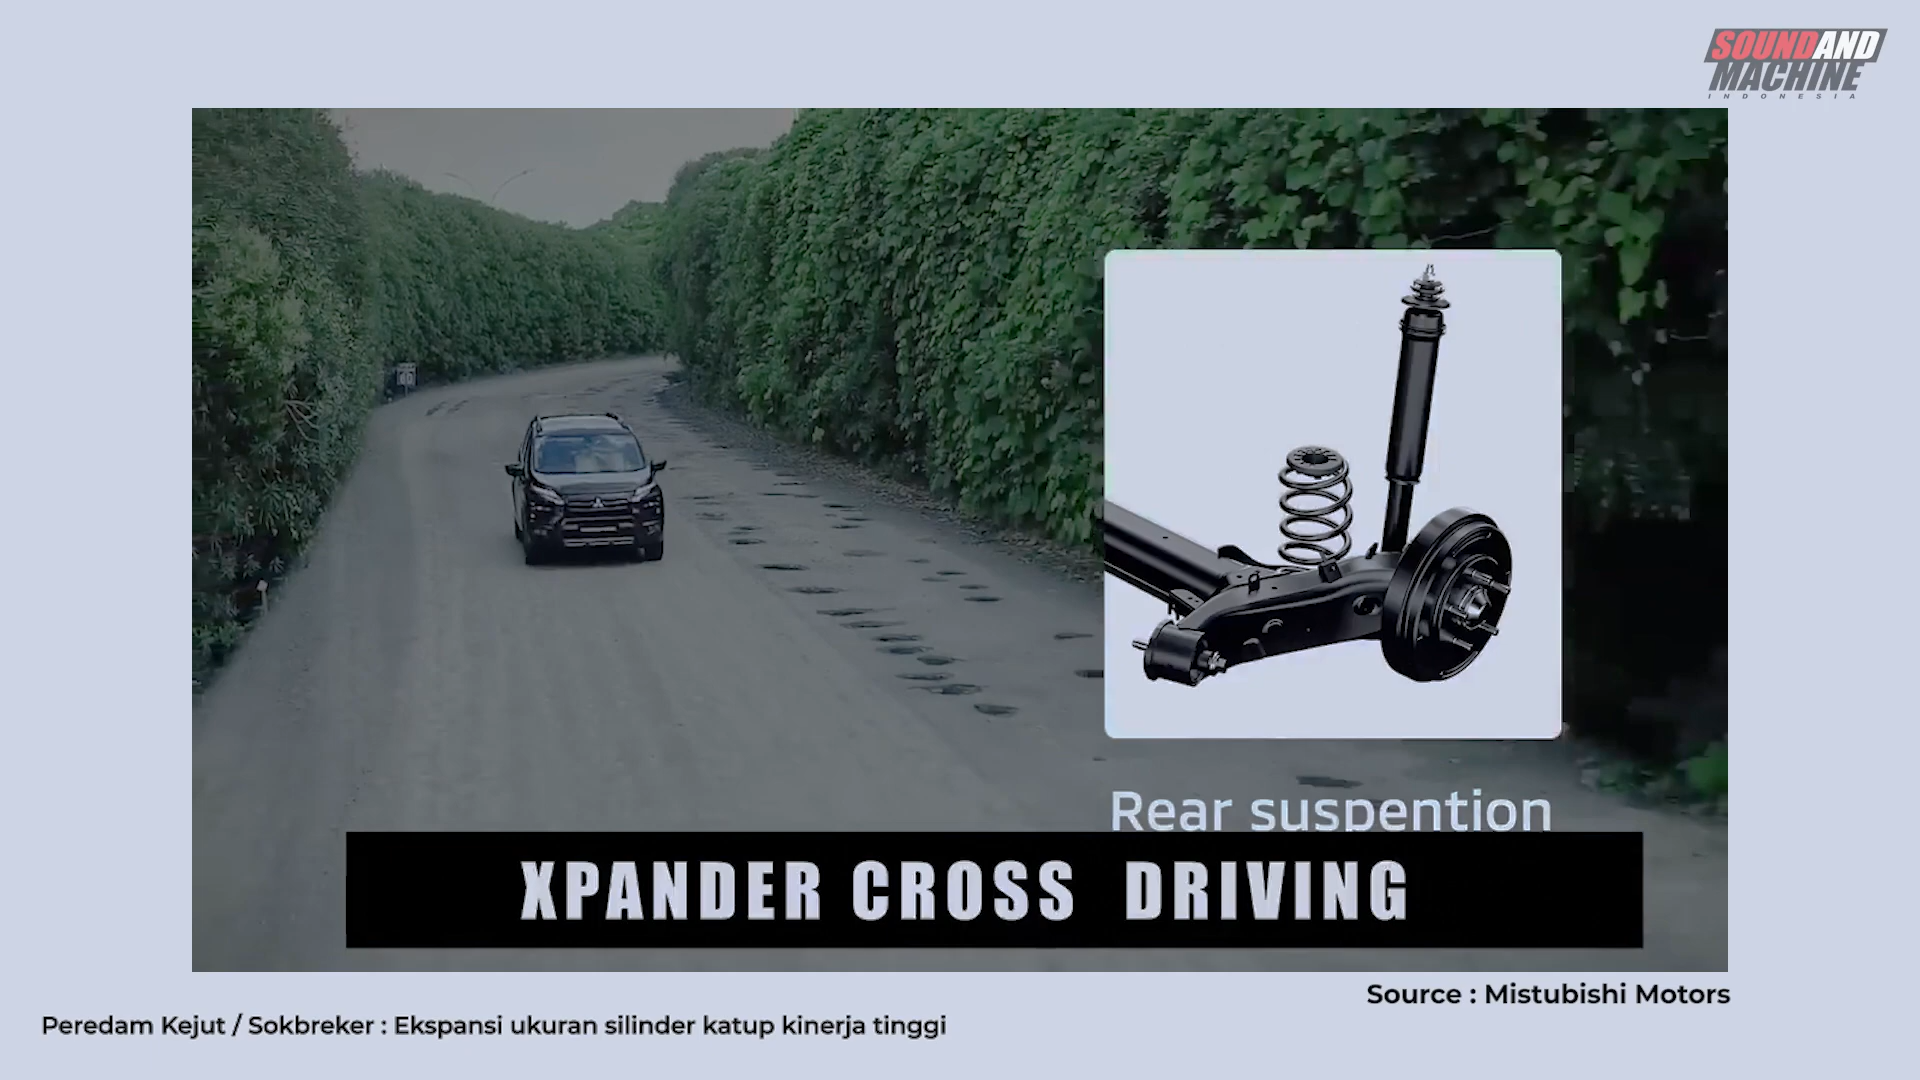 SOUNDAND
MACHINE
INDONESIA
Rear suspention
XPANDER CROSS DRIVING
Source : Mistubishi Motors
Peredam Kejut / Sokbreker : Ekspansi ukuran silinder katup kinerja tinggi